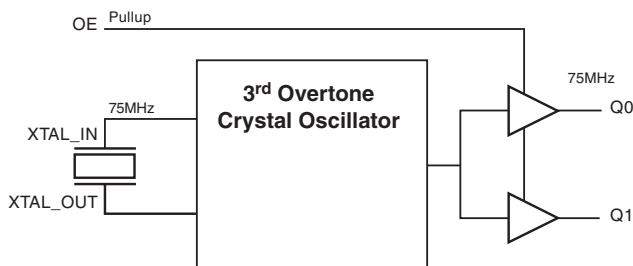 OE Pullup
3rd Overtone
Crystal Oscillator
75MHz
75MHz
Q0
XTAL_IN
XTAL_OUT
Q1